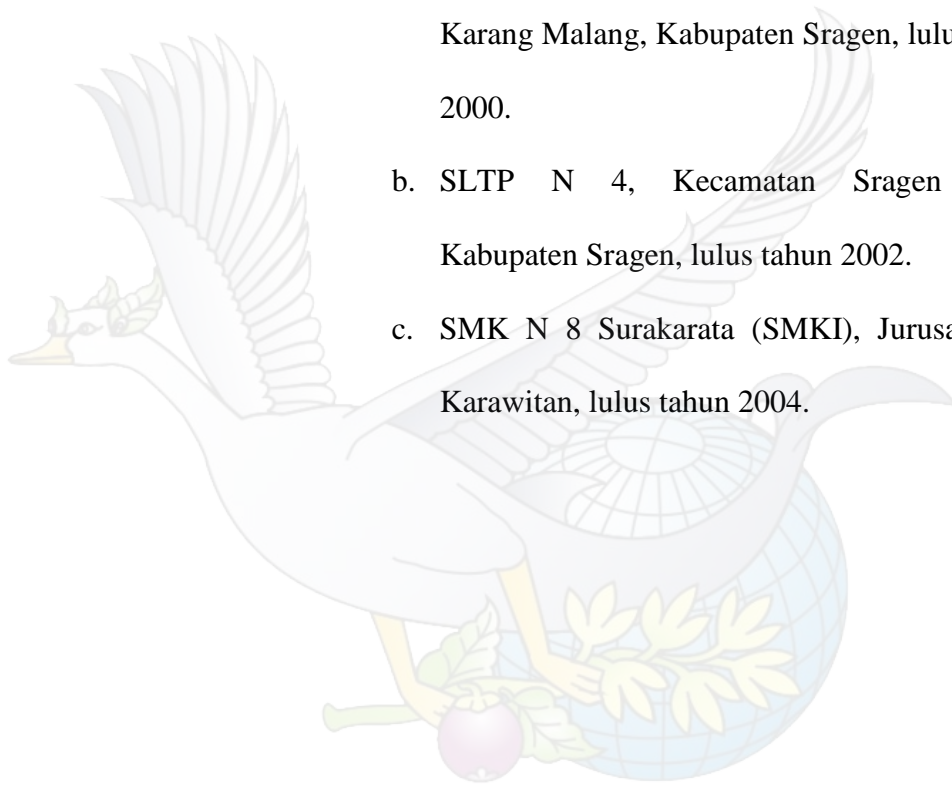 Karang Malang, Kabupaten Sragen,
2000.
b. SLTP N 4, Kecamatan Sragen
Kabupaten Sragen, lulus tahun 2002.
c. SMK N 8 Surakarata (SMKI),
Karawitan, lulus tahun 2004.